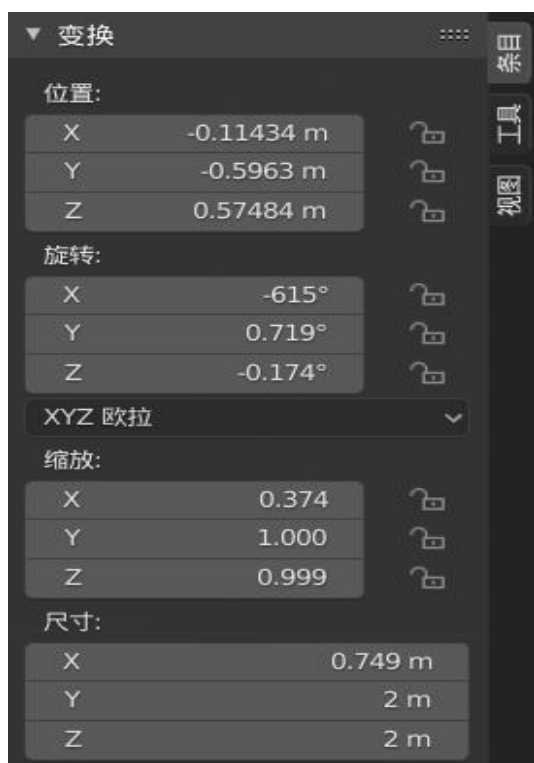 变换
位置:
X -0.11434 m
Y -0.5963 m
Z 0.57484 m
旋转:
X -615°
Y 0.719°
Z -0.174°
XYZ 欧拉
缩放:
X 0.374
Y 1.000
Z 0.999
尺寸:
X 0.749 m
Y 2 m
Z 2 m
条目
工具
视图